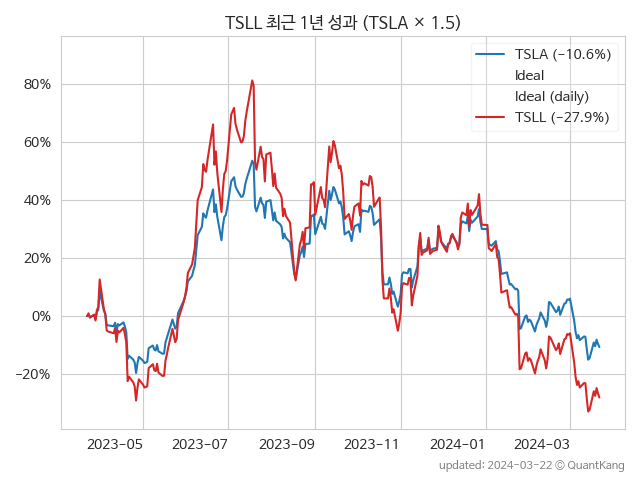 TSLL 최근 1년 성과 (TSLA × 1.5)
TSLA (−10.6%)
Ideal
Ideal (daily)
TSLL (−27.9%)
80%
60%
40%
20%
0%
−20%
2023−05
2023−07
2023−09
2023−11
2024−01
2024−03
updated: 2024−03−22 © QuantKang